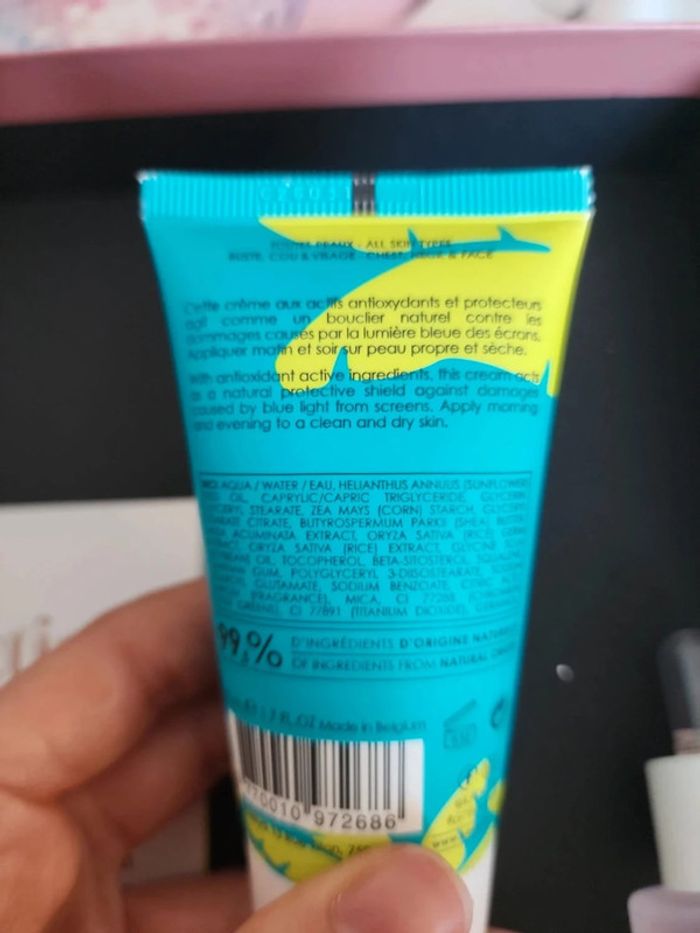 TOUTES PEAUX - ALL SKIN TYPES
BUSTE, COU & VISAGE - CHEST, NECK & FACE
Cette crème aux actifs antioxydants et protecteurs
agit comme un bouclier naturel contre les
dommages causés par la lumière bleue des écrans.
Appliquer matin et soir sur peau propre et sèche.
With antioxidant active ingredients, this cream acts
as a natural protective shield against damages
caused by blue light from screens. Apply morning
and evening to a clean and dry skin.
AQUA / WATER / EAU, HELIANTHUS ANNUUS (SUNFLOWER)
OIL, CAPRYLIC/CAPRIC TRIGLYCERIDE,
STEARATE, ZEA MAYS (CORN) STARCH,
CITRATE, BUTYROSPERMUM PARKII (SHEA)
ACUMINATA EXTRACT, ORYZA SATIVA (RICE)
ORYZA SATIVA (RICE) EXTRACT, GLYCINE
OIL, TOCOPHEROL, BETA-SITOSTEROL,
GUM, POLYGLYCERYL 3-DIISOSTEARATE,
GLUTAMATE, SODIUM BENZOATE, CITRIC
(FRAGRANCE), MICA, CI 77288
GREENS), CI 77891 (TITANIUM DIOXIDE),
99,%
D'INGRÉDIENTS D'ORIGINE
OF INGREDIENTS FROM NATURAL
FL.OZ Made in Belgium
70010 972686